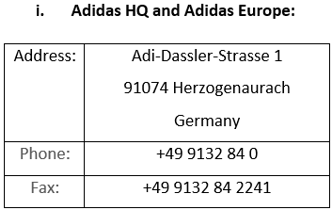 i. Adidas HQ and Adidas Europe:
Address: Adi-Dassler-Strasse 1
91074 Herzogenaurach
Germany
Phone: +49 9132 84 0
Fax: +49 9132 84 2241